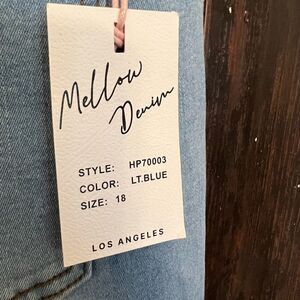 Mellow
Denim
STYLE: HP70003
COLOR: LT.BLUE
SIZE: 18
LOS ANGELES